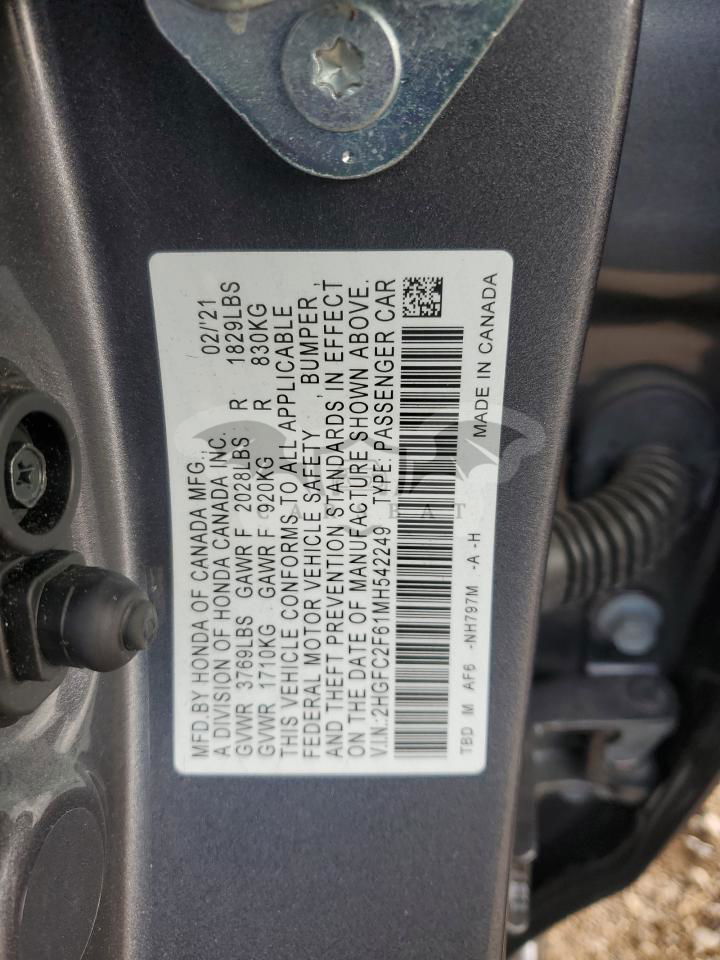 MFD.BY HONDA OF CANADA MFG., 02/'21
A DIVISION OF HONDA CANADA INC.
GVWR 3769LBS GAWR F 2028LBS R 1829LBS
GVWR 1710KG GAWR F 920KG R 830KG
THIS VEHICLE CONFORMS TO ALL APPLICABLE
FEDERAL MOTOR VEHICLE SAFETY , BUMPER ,
AND THEFT PREVENTION STANDARDS IN EFFECT
ON THE DATE OF MANUFACTURE SHOWN ABOVE.
V.I.N.:2HGFC2F61MH542249 TYPE: PASSENGER CAR
TBD M AF6 -NH797M -A -H MADE IN CANADA